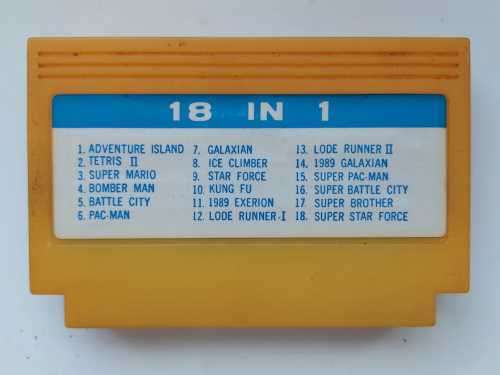 18 IN 1
1. ADVENTURE ISLAND
2. TETRIS II
3. SUPER MARIO
4. BOMBER MAN
5. BATTLE CITY
6. PAC-MAN
7. GALAXIAN
8. ICE CLIMBER
9. STAR FORCE
10. KUNG FU
11. 1989 EXERION
12. LODE RUNNER-I
13. LODE RUNNER II
14. 1989 GALAXIAN
15. SUPER PAC-MAN
16. SUPER BATTLE CITY
17. SUPER BROTHER
18. SUPER STAR FORCE